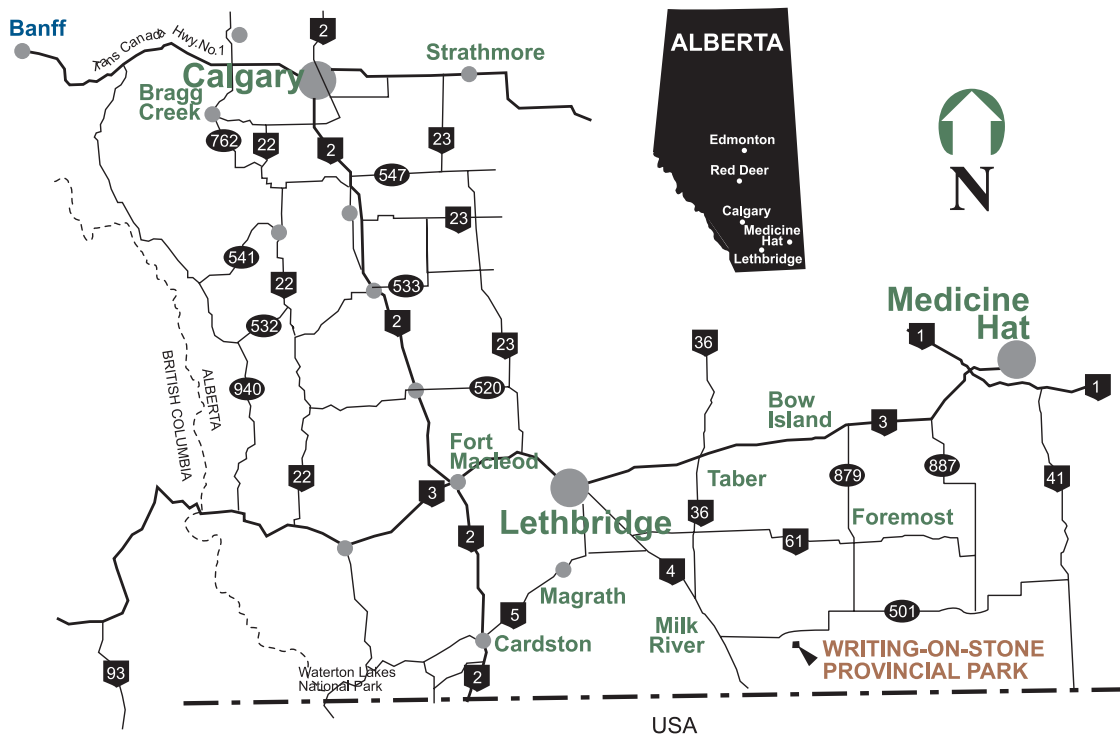 Banff
Trans Canada Hwy.No.1
2
Strathmore
Calgary
Bragg
Creek
762
22
2
23
547
23
541
22
533
532
2
23
940
520
ALBERTA
BRITISH COLUMBIA
Fort
Macleod
22
3
Lethbridge
2
Magrath
5
Cardston
Waterton Lakes
National Park
2
93
ALBERTA
Edmonton
Red Deer
Calgary
Medicine
Hat
Lethbridge
N
Medicine
Hat
1
36
1
Bow
Island
3
Taber
879
887
41
36
Foremost
61
4
501
Milk
River
WRITING-ON-STONE
PROVINCIAL PARK
USA